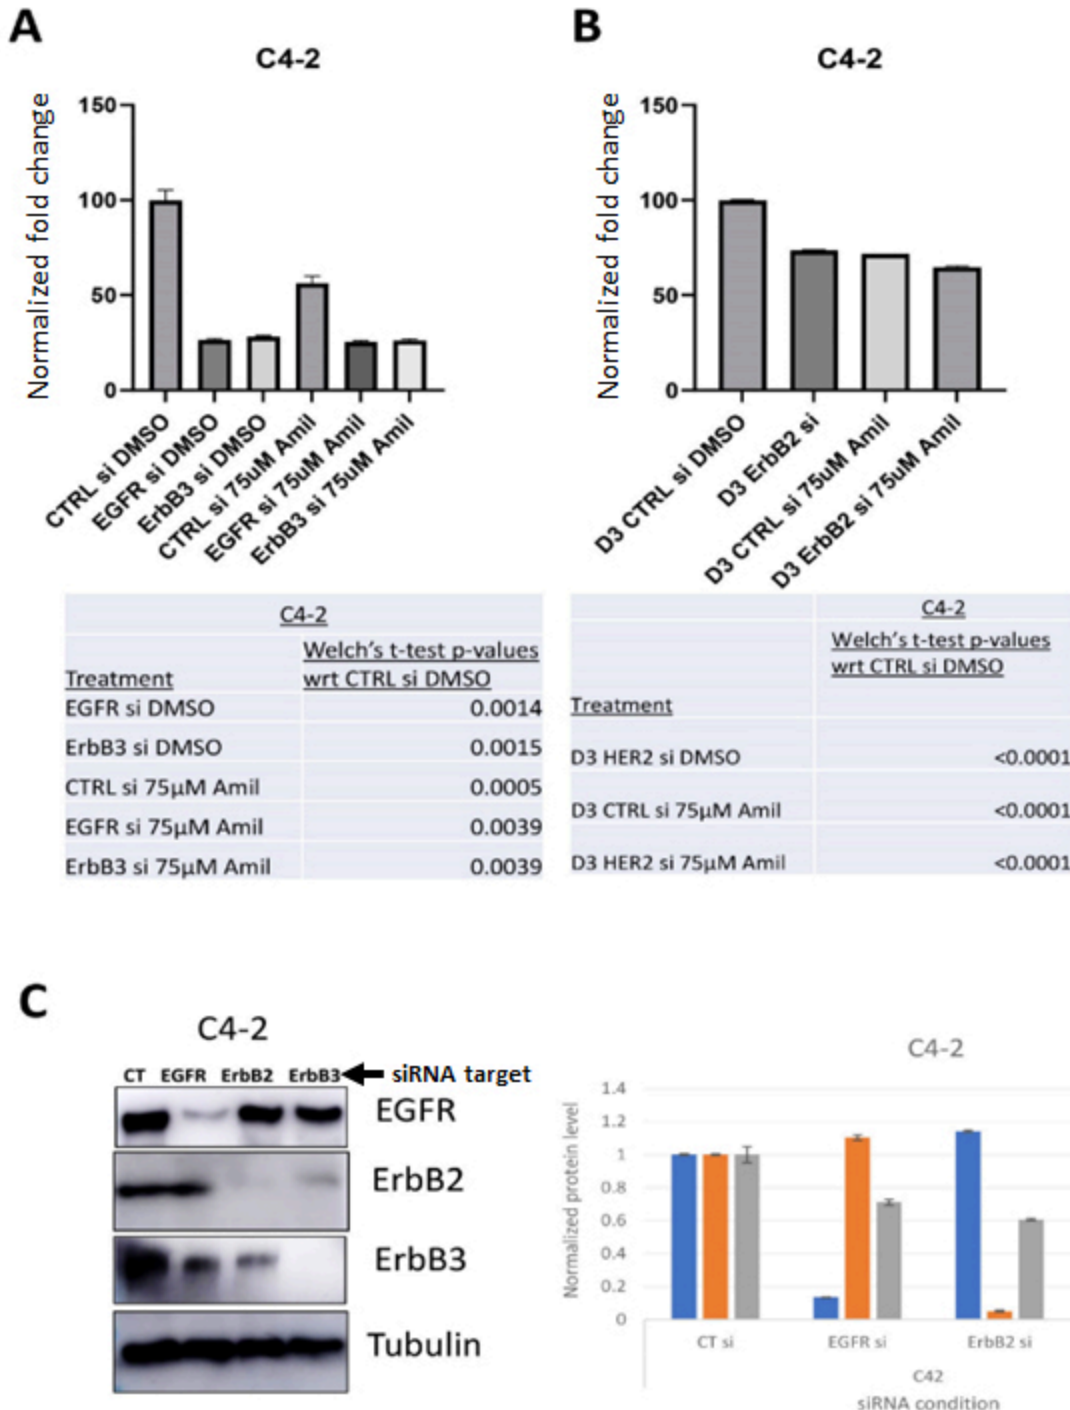 A
C4-2
Normalized fold change
150
100
50
0
CTRL si DMSO
EGFR si DMSO
ErbB3 si DMSO
CTRL si 75uM Amil
EGFR si 75uM Amil
ErbB3 si 75uM Amil
B
C4-2
Normalized fold change
150
100
50
0
D3 CTRL si DMSO
D3 ErbB2 si
D3 CTRL si 75uM Amil
D3 ErbB2 si 75uM Amil
C4-2
Welch's t-test p-values
Treatment wrt CTRL si DMSO
EGFR si DMSO 0.0014
ErbB3 si DMSO 0.0015
CTRL si 75μM Amil 0.0005
EGFR si 75μM Amil 0.0039
ErbB3 si 75μM Amil 0.0039
C4-2
Welch's t-test p-values
wrt CTRL si DMSO
Treatment
D3 HER2 si DMSO <0.0001
D3 CTRL si 75μM Amil <0.0001
D3 HER2 si 75μM Amil <0.0001
C
C4-2
CT EGFR ErbB2 ErbB3 siRNA target
EGFR
ErbB2
ErbB3
Tubulin
C4-2
Normalized protein level
1.4
1.2
1
0.8
0.6
0.4
0.2
0
CT si EGFR si ErbB2 si
C42
siRNA condition